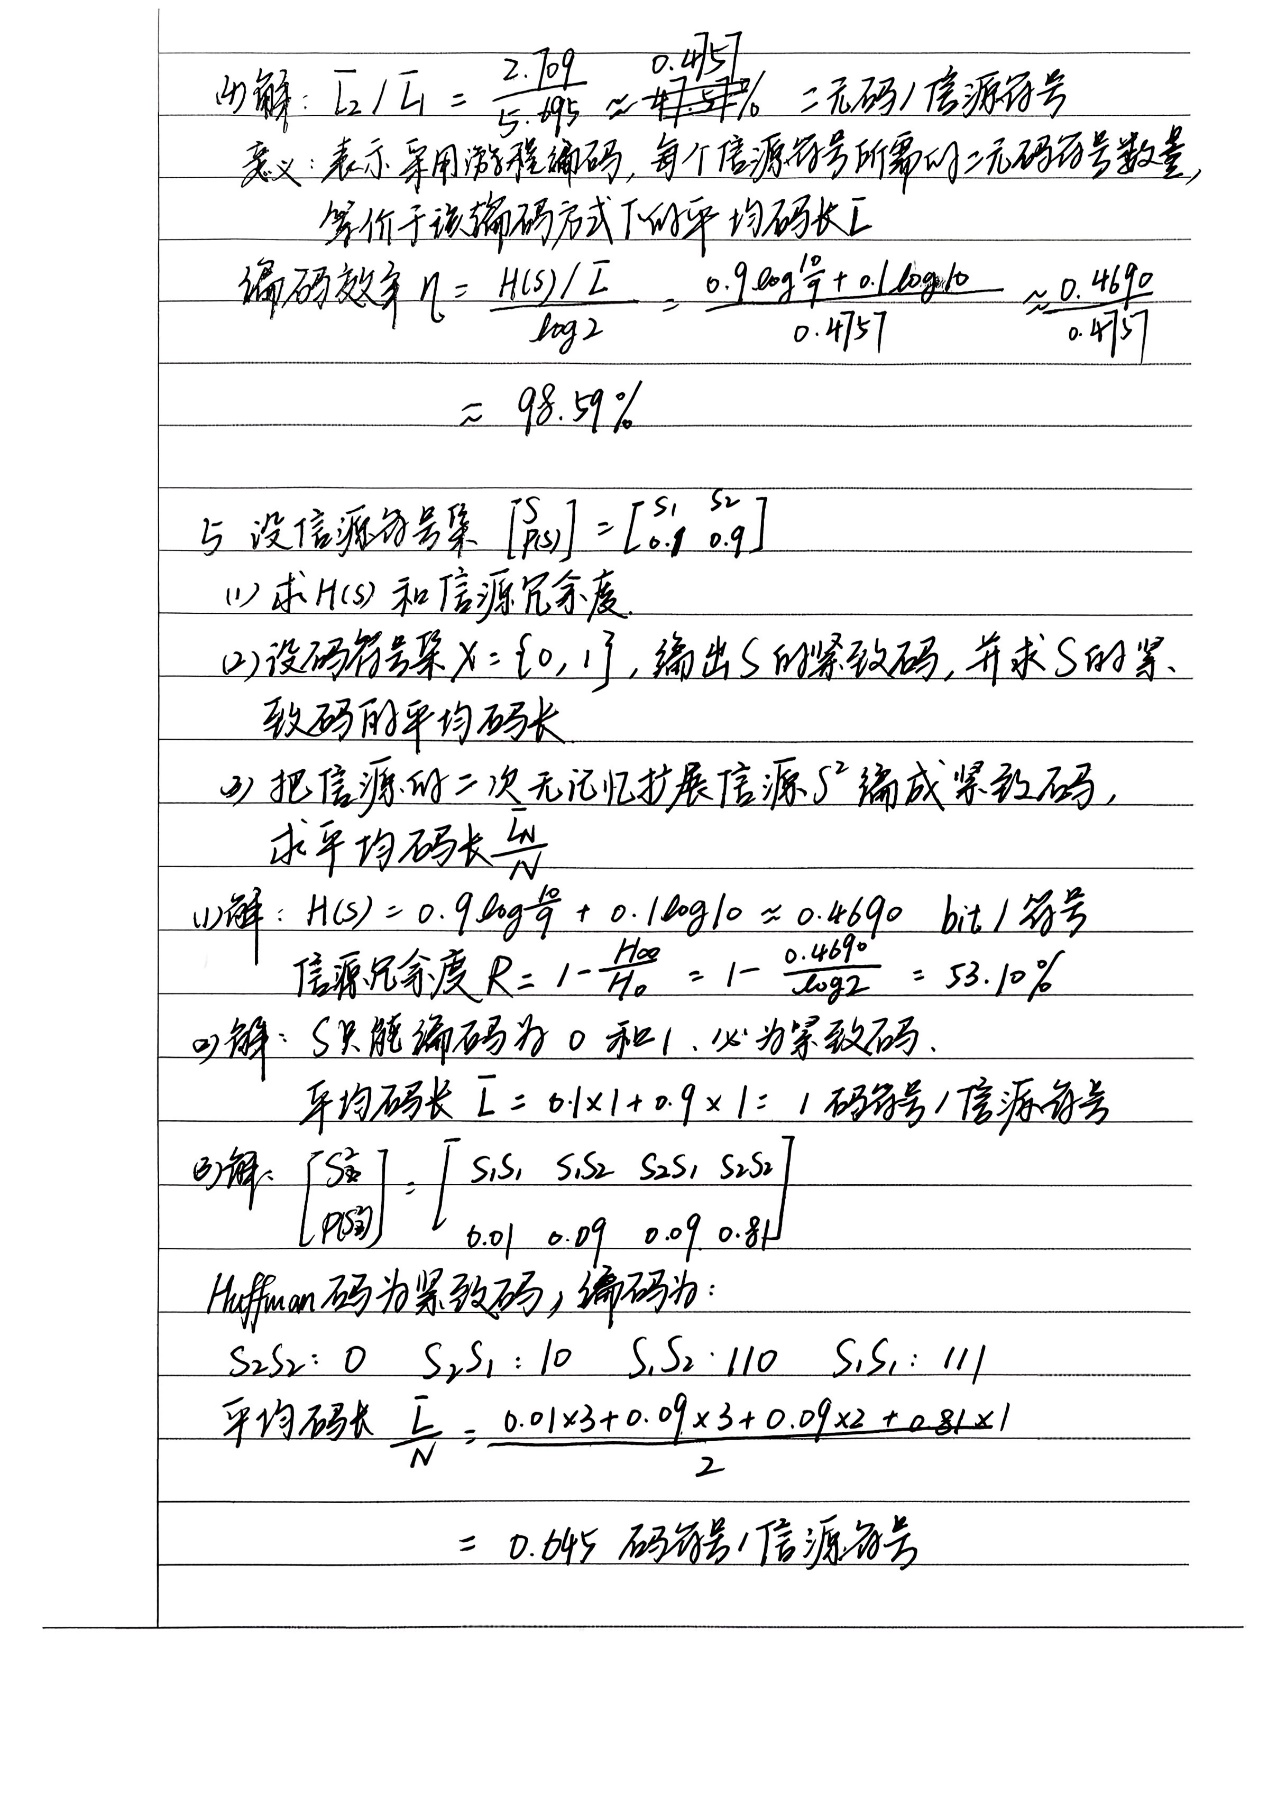 (4)解: L̄₂/L̄₁ = 2.709/5.695 ≈ 0.4757 二元码/信源符号
意义: 表示采用游程编码, 每个信源符号所需的二元码符号数量,
等价于该编码方式下的平均码长L̄
编码效率 η = (H(S)/L̄)/log2 = (0.9log10/9 + 0.1log10)/0.4757 ≈ 0.4690/0.4757
≈ 98.59%
5 设信源符号集 [S P(S)] = [S₁ S₂ 0.1 0.9]
(1) 求H(S) 和信源冗余度.
(2) 设码符号集X={0,1}, 编出S的紧致码, 并求S的紧
致码的平均码长
(3) 把信源的二次无记忆扩展信源S²编成紧致码,
求平均码长 L̄N/N
(1)解: H(S) = 0.9log10/9 + 0.1log10 ≈ 0.4690 bit/符号
信源冗余度 R = 1 - H∞/H₀ = 1 - 0.4690/log2 = 53.10%
(2)解: S只能编码为 0 和1. 必为紧致码.
平均码长 L̄ = 0.1×1+0.9×1 = 1 码符号/信源符号
(3)解: [S² P(S²)] = [S₁S₁ S₁S₂ S₂S₁ S₂S₂ 0.01 0.09 0.09 0.81]
Huffman码为紧致码, 编码为:
S₂S₂: 0 S₂S₁: 10 S₁S₂: 110 S₁S₁: 111
平均码长 L̄/N = (0.01×3+0.09×3+0.09×2+0.81×1)/2
= 0.645 码符号/信源符号